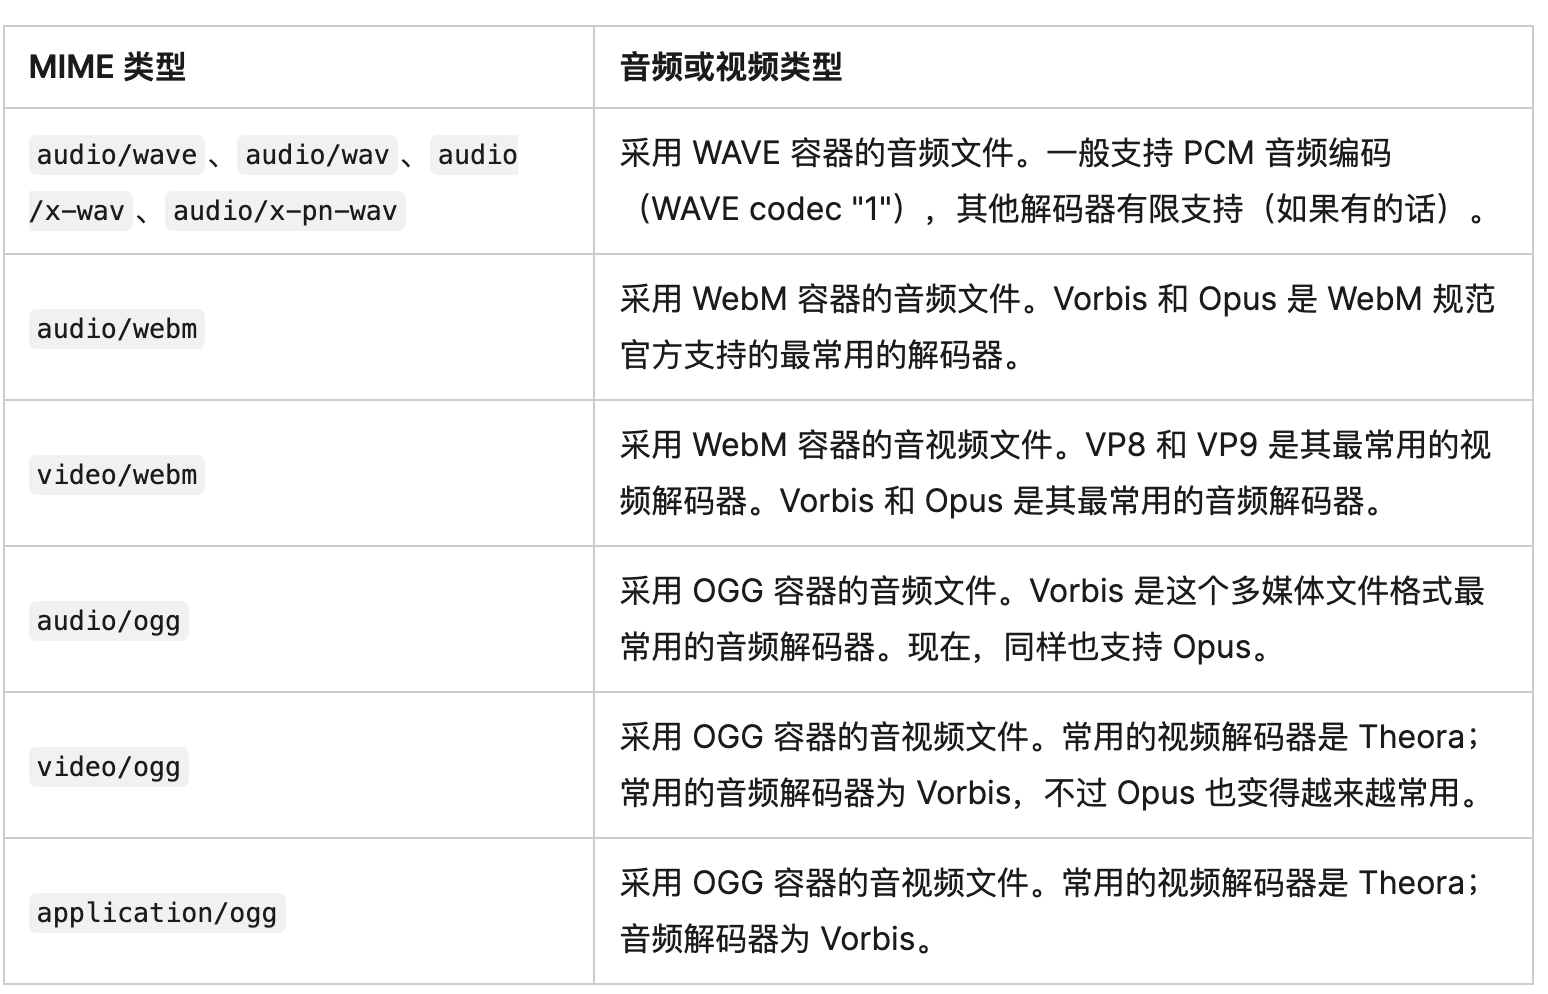 MIME 类型
音频或视频类型
audio/wave、audio/wav、audio
/x-wav、audio/x-pn-wav
采用 WAVE 容器的音频文件。一般支持 PCM 音频编码
（WAVE codec "1"），其他解码器有限支持（如果有的话）。
audio/webm
采用 WebM 容器的音频文件。Vorbis 和 Opus 是 WebM 规范
官方支持的最常用的解码器。
video/webm
采用 WebM 容器的音视频文件。VP8 和 VP9 是其最常用的视
频解码器。Vorbis 和 Opus 是其最常用的音频解码器。
audio/ogg
采用 OGG 容器的音频文件。Vorbis 是这个多媒体文件格式最
常用的音频解码器。现在，同样也支持 Opus。
video/ogg
采用 OGG 容器的音视频文件。常用的视频解码器是 Theora；
常用的音频解码器为 Vorbis，不过 Opus 也变得越来越常用。
application/ogg
采用 OGG 容器的音视频文件。常用的视频解码器是 Theora；
音频解码器为 Vorbis。